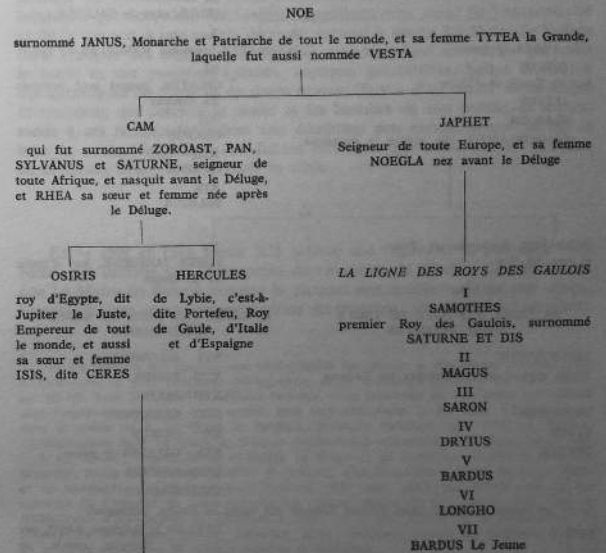 NOE
surnommé JANUS, Monarche et Patriarche de tout le monde, et sa femme TYTEA la Grande,
laquelle fut aussi nommée VESTA
CAM
qui fut surnommé ZOROAST, PAN,
SYLVANUS et SATURNE, seigneur de
toute Afrique, et nasquit avant le Déluge,
et RHEA sa sœur et femme née après
le Déluge.
OSIRIS
roy d'Egypte, dit
Jupiter le Juste,
Empereur de tout
le monde, et aussi
sa sœur et femme
ISIS, dite CERES
HERCULES
de Lybie, c'est-à-
dite Portefeu, Roy
de Gaule, d'Italie
et d'Espaigne
JAPHET
Seigneur de toute Europe, et sa femme
NOEGLA nez avant le Déluge
LA LIGNE DES ROYS DES GAULOIS
I
SAMOTHES
premier Roy des Gaulois, surnommé
SATURNE ET DIS
II
MAGUS
III
SARON
IV
DRYIUS
V
BARDUS
VI
LONGHO
VII
BARDUS Le Jeune